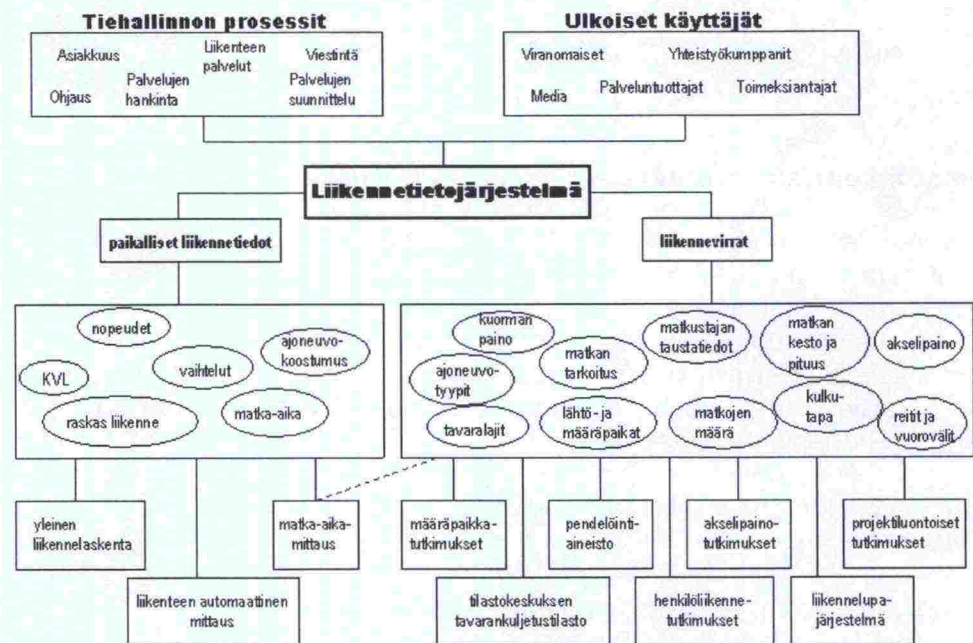 Tiehallinnon prosessit
Ulkoiset käyttäjät
Asiakkuus
Liikenteen
palvelut
Viestintä
Ohjaus
Palvelujen
hankinta
Palvelujen
suunnittelu
Viranomaiset
Yhteistyökumppanit
Media
Palveluntuottajat
Toimeksiantajat
Liikennetietojärjestelmä
paikalliset liikennetiedot
liikennevirrat
nopeudet
ajoneuvo-
koostumus
KVL
vaihtelut
raskas liikenne
matka-aika
kuorman
paino
matkan
tarkoitus
matkustajan
taustatiedot
matkan
kesto ja
pituus
akselipaino
ajoneuvo-
tyypit
tavaralajit
lähtö- ja
määräpaikat
matkojen
määrä
kulku-
tapa
reitit ja
vuorovälit
yleinen
liikennelaskenta
matka-aika-
mittaus
määräpaikka-
tutkimukset
pendelöinti-
aineisto
akselipaino-
tutkimukset
projektiluontoiset
tutkimukset
liikenteen automaattinen
mittaus
tilastokeskuksen
tavarankuljetustilasto
henkilöliikenne-
tutkimukset
liikennelupa-
järjestelmä